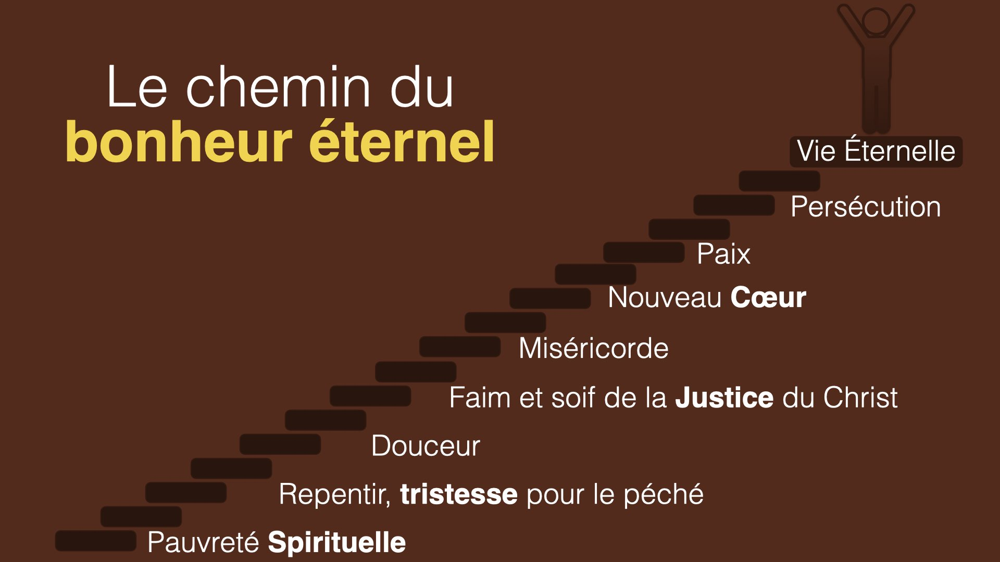 Le chemin du
bonheur éternel
Vie Éternelle
Persécution
Paix
Nouveau Cœur
Miséricorde
Faim et soif de la Justice du Christ
Douceur
Repentir, tristesse pour le péché
Pauvreté Spirituelle